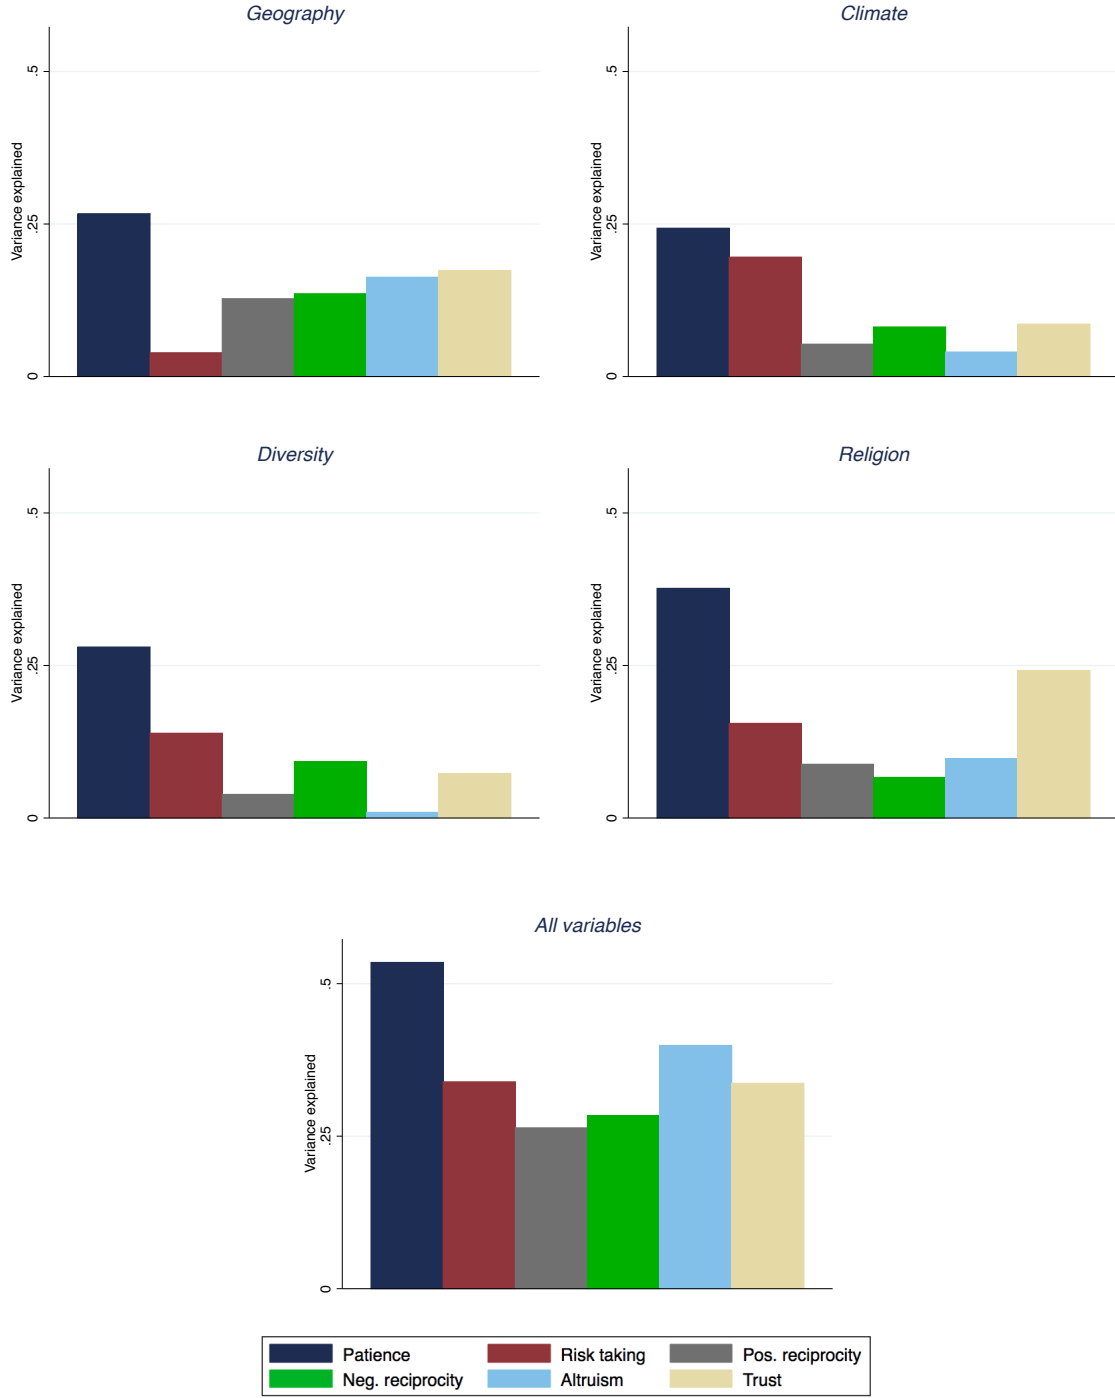 Geography
Variance explained
.5
.25
0
Climate
Variance explained
.5
.25
0
Diversity
Variance explained
.5
.25
0
Religion
Variance explained
.5
.25
0
All variables
Variance explained
.5
.25
0
Patience
Risk taking
Pos. reciprocity
Neg. reciprocity
Altruism
Trust